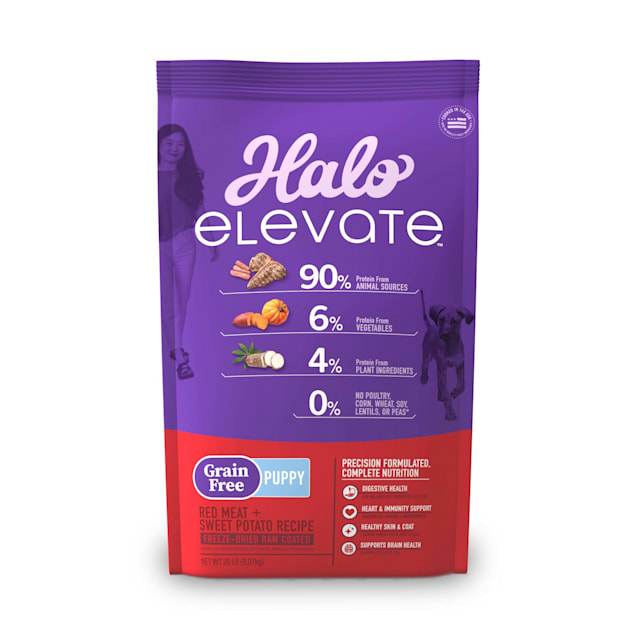 Halo
eLevaTe™
90% Protein From
ANIMAL SOURCES
6% Protein From
VEGETABLES
4% Protein From
PLANT INGREDIENTS
0% NO POULTRY,
CORN, WHEAT, SOY,
LENTILS, OR PEAS*
Grain
Free
PUPPY
RED MEAT +
SWEET POTATO RECIPE
FREEZE-DRIED RAW COATED
PRECISION FORMULATED,
COMPLETE NUTRITION
DIGESTIVE HEALTH
HEART & IMMUNITY SUPPORT
HEALTHY SKIN & COAT
SUPPORTS BRAIN HEALTH